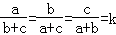 a/(b+c) = b/(a+c) = c/(a+b) = k